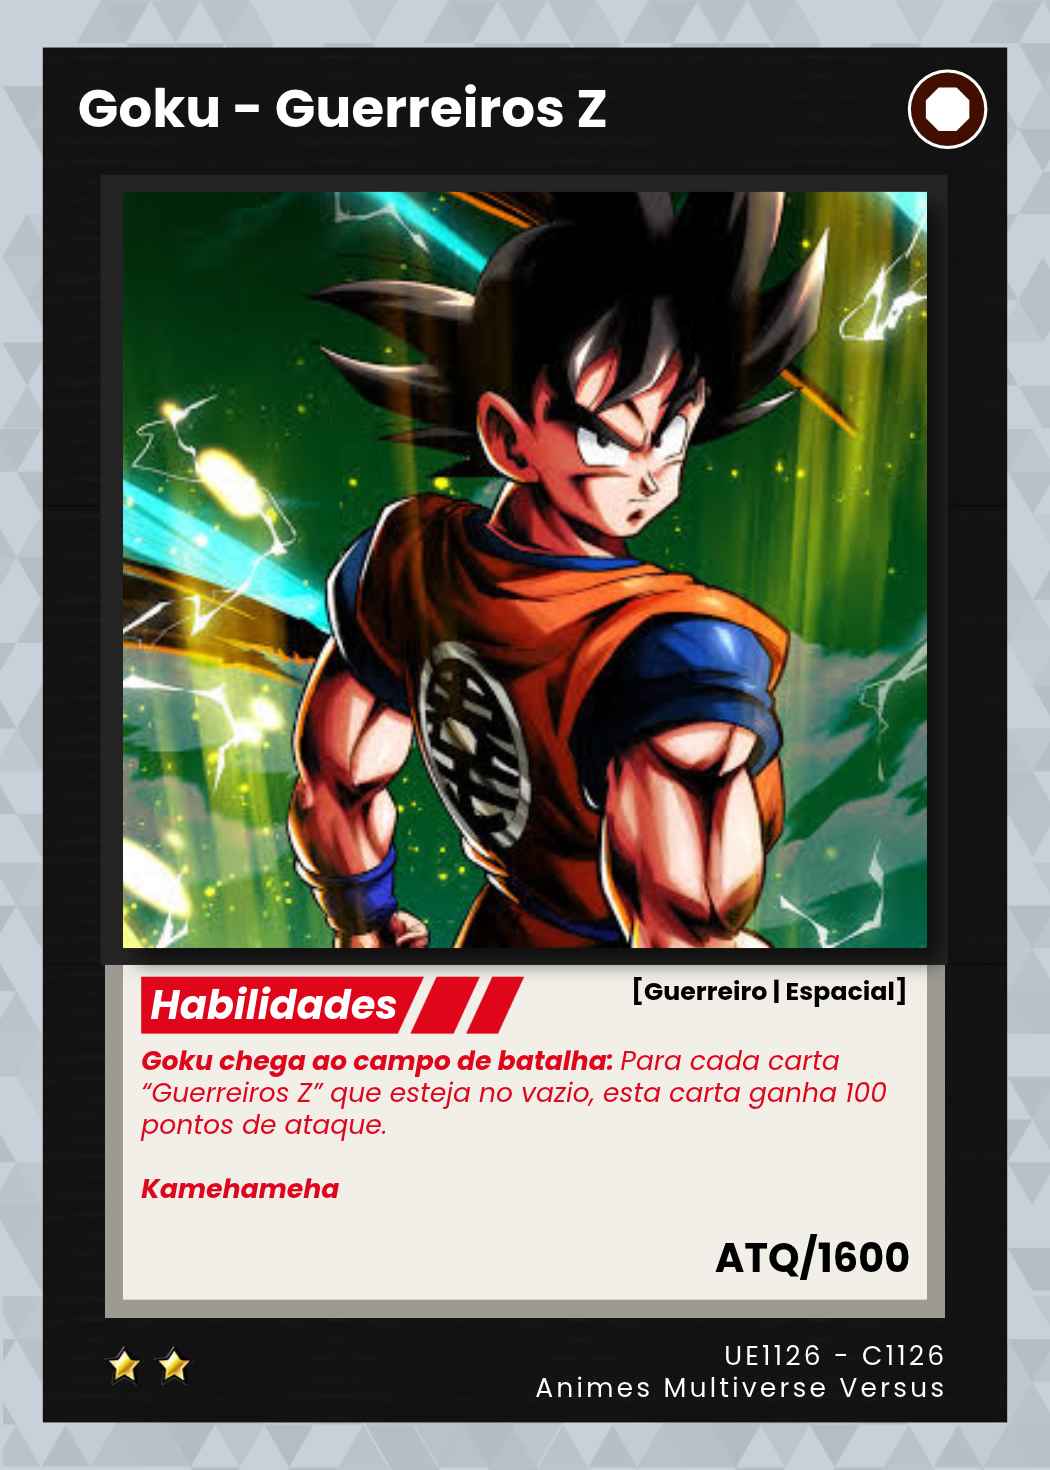 Goku - Guerreiros Z
Habilidades
[Guerreiro | Espacial]
Goku chega ao campo de batalha: Para cada carta
“Guerreiros Z” que esteja no vazio, esta carta ganha 100
pontos de ataque.
Kamehameha
ATQ/1600
UE1126 - C1126
Animes Multiverse Versus